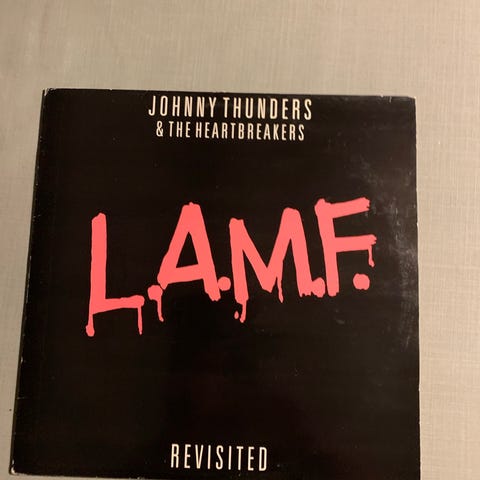 JOHNNY THUNDERS
& THE HEARTBREAKERS
L.A.M.F.
REVISITED